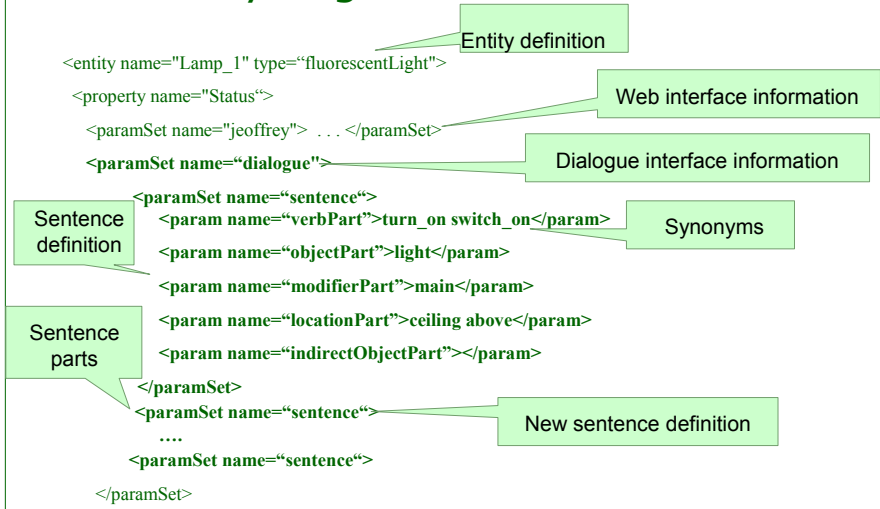 Entity definition
<entity name="Lamp_1" type=“fluorescentLight">
<property name="Status“>
Web interface information
<paramSet name="jeoffrey"> . . . </paramSet>
<paramSet name=“dialogue">
Dialogue interface information
<paramSet name=“sentence“>
Sentence
definition
<param name=“verbPart”>turn_on switch_on</param>
Synonyms
<param name=“objectPart”>light</param>
<param name=“modifierPart”>main</param>
<param name=“locationPart”>ceiling above</param>
Sentence
parts
<param name=“indirectObjectPart”></param>
</paramSet>
<paramSet name=“sentence“>
New sentence definition
....
<paramSet name=“sentence“>
</paramSet>